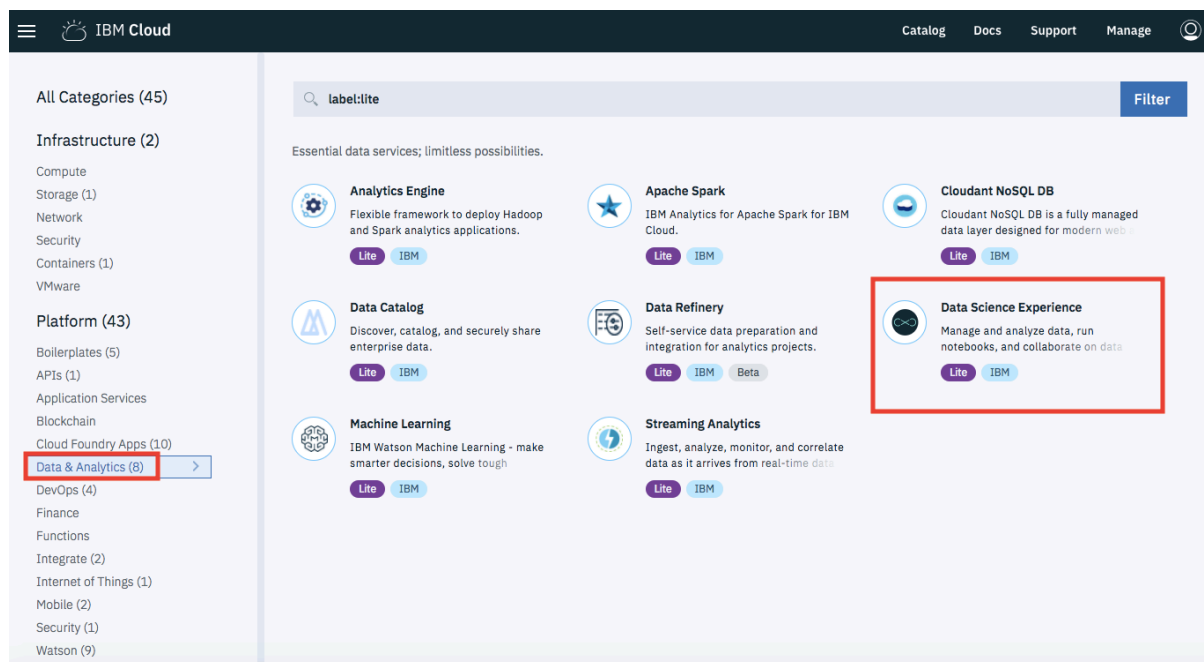 IBM Cloud
Catalog Docs Support Manage
All Categories (45)
Infrastructure (2)
Compute
Storage (1)
Network
Security
Containers (1)
VMware
Platform (43)
Boilerplates (5)
APIs (1)
Application Services
Blockchain
Cloud Foundry Apps (10)
Data & Analytics (8)
DevOps (4)
Finance
Functions
Integrate (2)
Internet of Things (1)
Mobile (2)
Security (1)
Watson (9)
label:lite
Filter
Essential data services; limitless possibilities.
Analytics Engine
Flexible framework to deploy Hadoop
and Spark analytics applications.
Lite IBM
Apache Spark
IBM Analytics for Apache Spark for IBM
Cloud.
Lite IBM
Cloudant NoSQL DB
Cloudant NoSQL DB is a fully managed
data layer designed for modern web
Lite IBM
Data Catalog
Discover, catalog, and securely share
enterprise data.
Lite IBM
Data Refinery
Self-service data preparation and
integration for analytics projects.
Lite IBM Beta
Data Science Experience
Manage and analyze data, run
notebooks, and collaborate on data
Lite IBM
Machine Learning
IBM Watson Machine Learning - make
smarter decisions, solve tough
Lite IBM
Streaming Analytics
Ingest, analyze, monitor, and correlate
data as it arrives from real-time data
Lite IBM